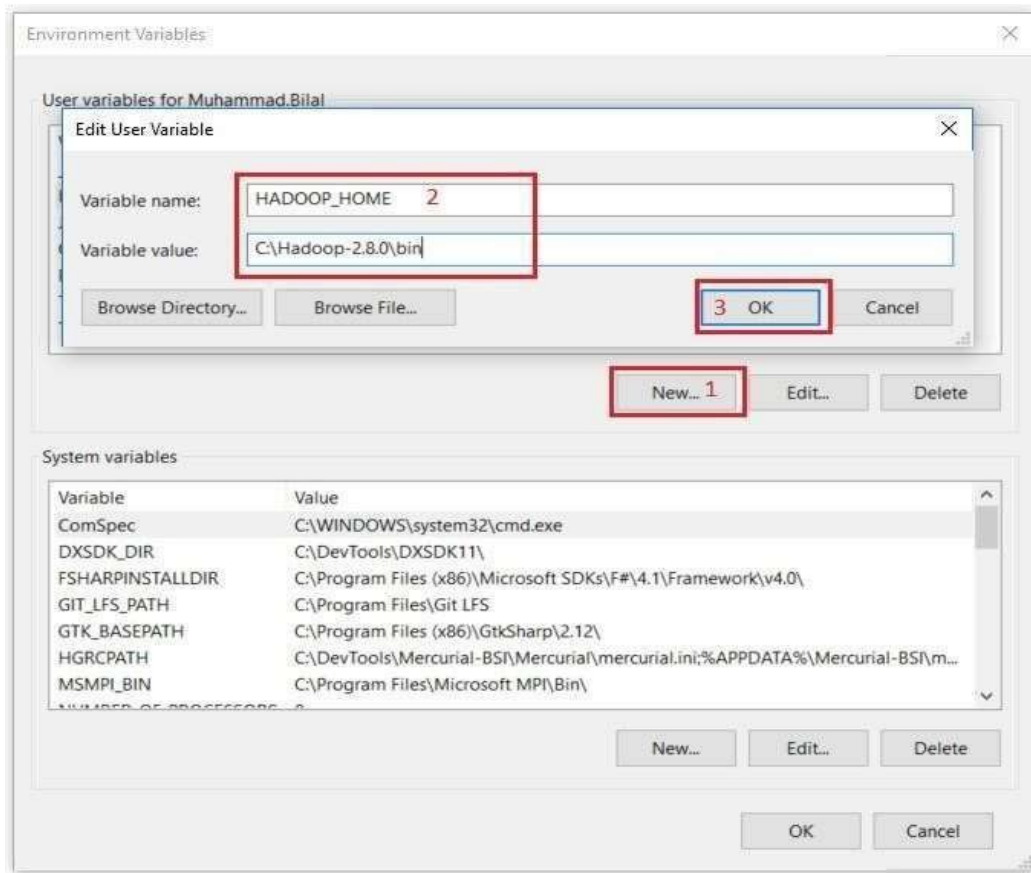 Environment Variables
User variables for Muhammad.Bilal
Edit User Variable
Variable name: HADOOP_HOME 2
Variable value: C:\Hadoop-2.8.0\bin
Browse Directory... Browse File... 3 OK Cancel
New... 1 Edit... Delete
System variables
Variable Value
ComSpec C:\WINDOWS\system32\cmd.exe
DXSDK_DIR C:\DevTools\DXSDK11\
FSHARPINSTALLDIR C:\Program Files (x86)\Microsoft SDKs\F#\4.1\Framework\v4.0\
GIT_LFS_PATH C:\Program Files\Git LFS
GTK_BASEPATH C:\Program Files (x86)\GtkSharp\2.12\
HGRCPATH C:\DevTools\Mercurial-BSI\Mercurial\mercurial.ini;%APPDATA%\Mercurial-BSI\m...
MSMPI_BIN C:\Program Files\Microsoft MPI\Bin\
NUMBER_OF_PROCESSORS
New... Edit... Delete
OK Cancel